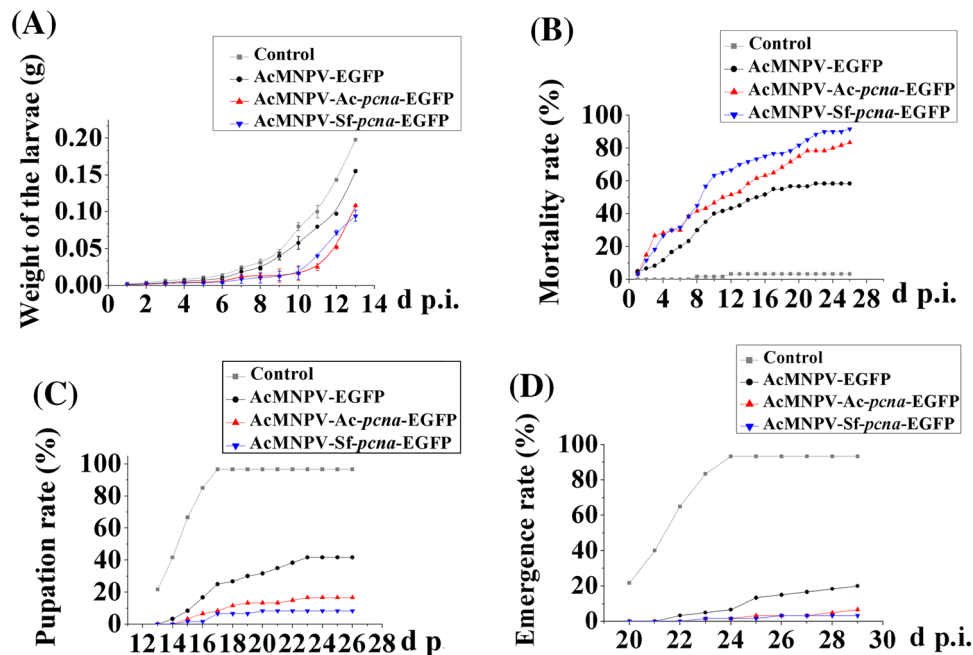 (A)
Control
AcMNPV-EGFP
AcMNPV-Ac-pcna-EGFP
AcMNPV-Sf-pcna-EGFP
Weight of the larvae (g)
0.20
0.15
0.10
0.05
0.00
0 2 4 6 8 10 12 14
d p.i.
(B)
Control
AcMNPV-EGFP
AcMNPV-Ac-pcna-EGFP
AcMNPV-Sf-pcna-EGFP
Mortality rate (%)
100
80
60
40
20
0
0 4 8 12 16 20 24 28
d p.i.
(C)
Control
AcMNPV-EGFP
AcMNPV-Ac-pcna-EGFP
AcMNPV-Sf-pcna-EGFP
Pupation rate (%)
100
80
60
40
20
0
12 14 16 18 20 22 24 26 28
d p.
(D)
Control
AcMNPV-EGFP
AcMNPV-Ac-pcna-EGFP
AcMNPV-Sf-pcna-EGFP
Emergence rate (%)
100
80
60
40
20
0
20 22 24 26 28 30
d p.i.